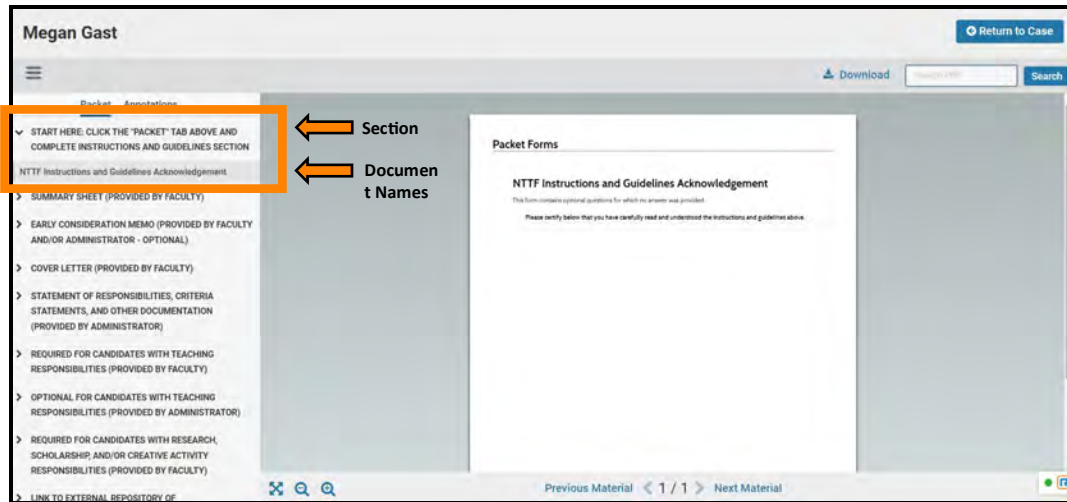 Megan Gast
Return to Case
Download
Search PDF
Search
Packet Annotations
START HERE: CLICK THE "PACKET" TAB ABOVE AND
COMPLETE INSTRUCTIONS AND GUIDELINES SECTION
NTTF Instructions and Guidelines Acknowledgement
SUMMARY SHEET (PROVIDED BY FACULTY)
EARLY CONSIDERATION MEMO (PROVIDED BY FACULTY
AND/OR ADMINISTRATOR - OPTIONAL)
COVER LETTER (PROVIDED BY FACULTY)
STATEMENT OF RESPONSIBILITIES, CRITERIA
STATEMENTS, AND OTHER DOCUMENTATION
(PROVIDED BY ADMINISTRATOR)
REQUIRED FOR CANDIDATES WITH TEACHING
RESPONSIBILITIES (PROVIDED BY FACULTY)
OPTIONAL FOR CANDIDATES WITH TEACHING
RESPONSIBILITIES (PROVIDED BY ADMINISTRATOR)
REQUIRED FOR CANDIDATES WITH RESEARCH,
SCHOLARSHIP, AND/OR CREATIVE ACTIVITY
RESPONSIBILITIES (PROVIDED BY FACULTY)
LINK TO EXTERNAL REPOSITORY OF
Section
Documen
t Names
Packet Forms
NTTF Instructions and Guidelines Acknowledgement
This form contains optional questions for which no answer was provided.
Please certify below that you have carefully read and understood the instructions and guidelines above.
Previous Material 1 / 1 Next Material